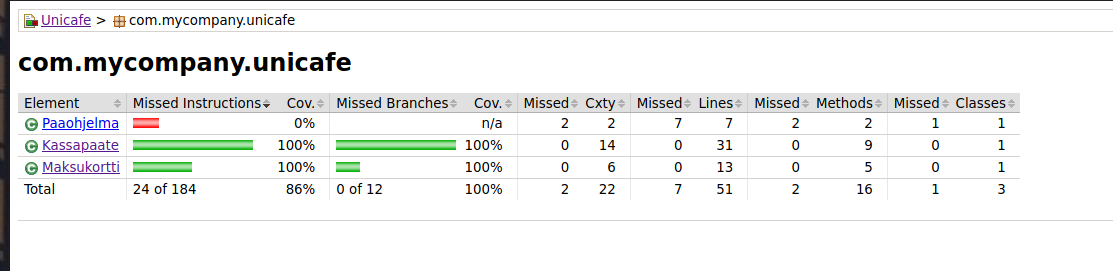 Unicafe > com.mycompany.unicafe
com.mycompany.unicafe
Element Missed Instructions Cov. Missed Branches Cov. Missed Cxty Missed Lines Missed Methods Missed Classes
Paaohjelma 0% n/a 2 2 7 7 2 2 1 1
Kassapaate 100% 100% 0 14 0 31 0 9 0 1
Maksukortti 100% 100% 0 6 0 13 0 5 0 1
Total 24 of 184 86% 0 of 12 100% 2 22 7 51 2 16 1 3